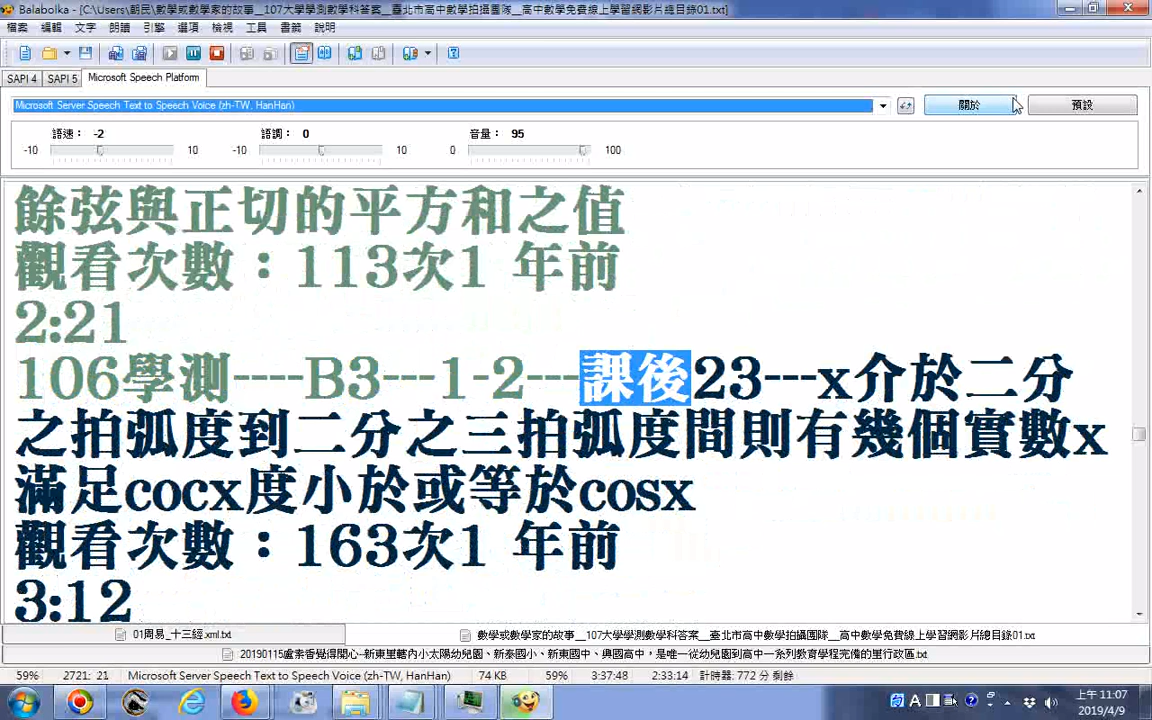 Balabolka - [C:\Users\朝民\數學或數學家的故事__107大學學測數學科答案__臺北市高中數學拍攝團隊__高中數學免費線上學習網影片總目錄01.txt]
檔案 編輯 文字 朗讀 引擎 選項 檢視 工具 書籤 說明
SAPI 4 SAPI 5 Microsoft Speech Platform
Microsoft Server Speech Text to Speech Voice (zh-TW, HanHan) 關於 預設
語速： -2 語調： 0 音量： 95
-10 10 -10 10 0 100
餘弦與正切的平方和之值
觀看次數：113次1 年前
2:21
106學測----B3---1-2---課後23---x介於二分
之拍弧度到二分之三拍弧度間則有幾個實數x
滿足cocx度小於或等於cosx
觀看次數：163次1 年前
3:12
01周易_十三經.xml.txt 數學或數學家的故事__107大學學測數學科答案__臺北市高中數學拍攝團隊__高中數學免費線上學習網影片總目錄01.txt
20190115盧素香覺得開心--新東里轄內小太陽幼兒園、新泰國小、新東國中、興國高中，是唯一從幼兒園到高中一系列教育學程完備的里行政區.txt
59% 2721: 21 Microsoft Server Speech Text to Speech Voice (zh-TW, HanHan) 74 KB 59% 3:37:48 2:33:14 計時器: 772 分 剩餘
上午 11:07
2019/4/9